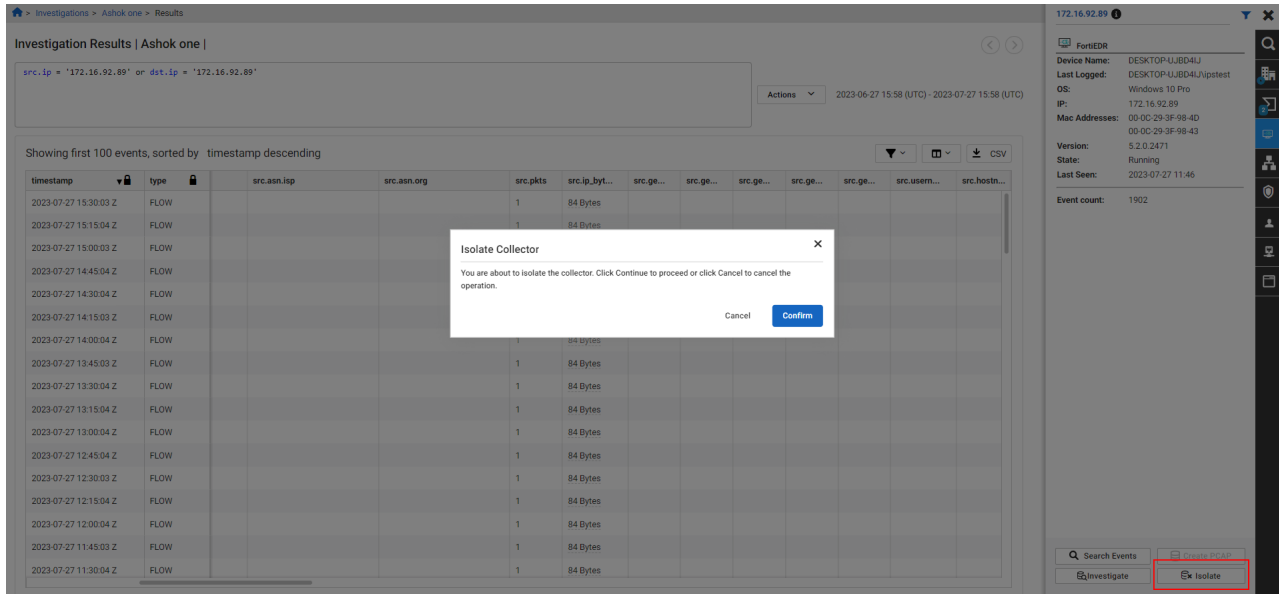 > Investigations > Ashok one > Results
Investigation Results | Ashok one |
src.ip = '172.16.92.89' or dst.ip = '172.16.92.89'
Actions
2023-06-27 15:58 (UTC) - 2023-07-27 15:58 (UTC)
Showing first 100 events, sorted by timestamp descending
CSV
timestamp type src.asn.isp src.asn.org src.pkts src.ip_byt... src.ge... src.ge... src.ge... src.ge... src.ge... src.usern... src.hostn...
2023-07-27 15:30:03 Z FLOW 1 84 Bytes
2023-07-27 15:15:04 Z FLOW 1 84 Bytes
2023-07-27 15:00:03 Z FLOW
2023-07-27 14:45:04 Z FLOW
2023-07-27 14:30:04 Z FLOW
2023-07-27 14:15:03 Z FLOW
2023-07-27 14:00:04 Z FLOW 1 84 Bytes
2023-07-27 13:45:03 Z FLOW 1 84 Bytes
2023-07-27 13:30:04 Z FLOW 1 84 Bytes
2023-07-27 13:15:04 Z FLOW 1 84 Bytes
2023-07-27 13:00:04 Z FLOW 1 84 Bytes
2023-07-27 12:45:04 Z FLOW 1 84 Bytes
2023-07-27 12:30:03 Z FLOW 1 84 Bytes
2023-07-27 12:15:04 Z FLOW 1 84 Bytes
2023-07-27 12:00:04 Z FLOW 1 84 Bytes
2023-07-27 11:45:03 Z FLOW 1 84 Bytes
2023-07-27 11:30:04 Z FLOW 1 84 Bytes
Isolate Collector
You are about to isolate the collector. Click Continue to proceed or click Cancel to cancel the
operation.
Cancel
Confirm
172.16.92.89
FortiEDR
Device Name: DESKTOP-UJBD4IJ
Last Logged: DESKTOP-UJBD4IJ\ipstest
OS: Windows 10 Pro
IP: 172.16.92.89
Mac Addresses: 00-0C-29-3F-98-4D
00-0C-29-3F-98-43
Version: 5.2.0.2471
State: Running
Last Seen: 2023-07-27 11:46
Event count: 1902
Search Events
Create PCAP
Investigate
Isolate
2